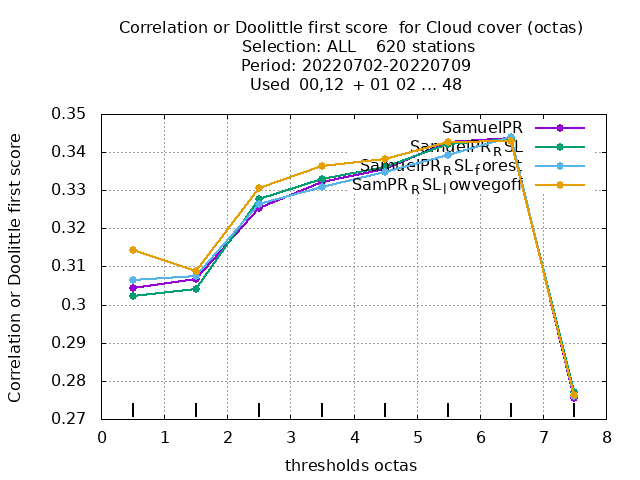 Correlation or Doolittle first score  for Cloud cover (octas)
Selection: ALL    620 stations
Period: 20220702-20220709
Used  00,12  + 01 02 ... 48
Correlation or Doolittle first score
0.35
0.34
0.33
0.32
0.31
0.3
0.29
0.28
0.27
SamuelPR
SamuelPR_RSL
SamuelPR_RSL_forest
SamPR_RSL_lowvegoff
0 1 2 3 4 5 6 7 8
thresholds octas